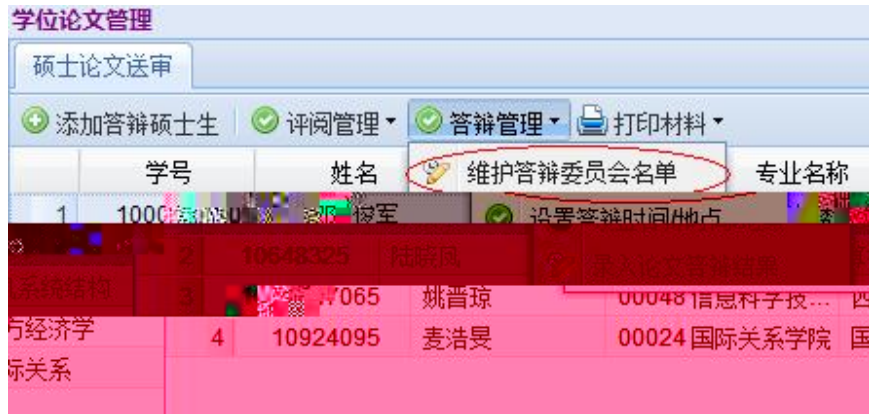 学位论文管理
硕士论文送审
添加答辩硕士生 评阅管理 答辩管理 打印材料
学号 姓名 维护答辩委员会名单 专业名称
1 1000 俊军 设置答辩时间/地点
2 10648325 陆晓凤 录入论文答辩结果
系统结构 3 7065 姚晋琼 00048 信息科学技...
方经济学 4 10924095 麦浩旻 00024 国际关系学院 国
际关系